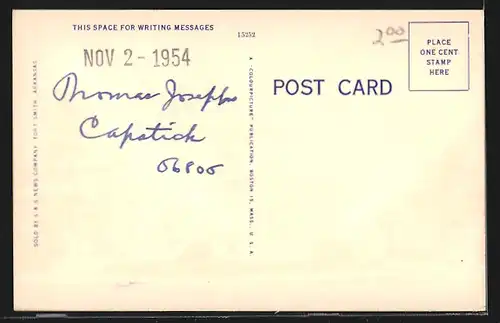 THIS SPACE FOR WRITING MESSAGES
15252
NOV 2 - 1954
Thomas Joseph
Capstick
06800
SOLD BY S & S NEWS COMPANY, FORT SMITH, ARKANSAS
A "COLOURPICTURE" PUBLICATION, BOSTON 15, MASS., U. S. A.
POST CARD
2.00
PLACE
ONE CENT
STAMP
HERE